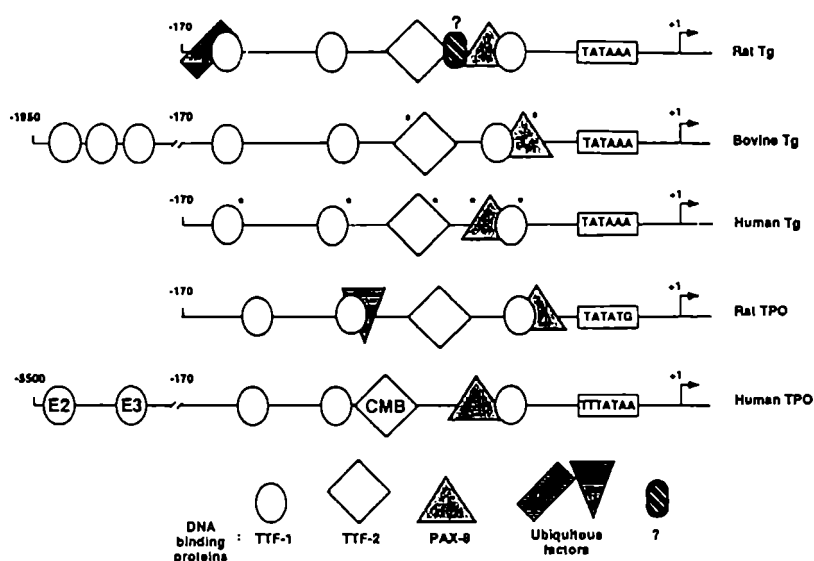 ?
-170 +1
TATAAA Rat Tg
-1950 -170 * * +1
TATAAA Bovine Tg
-170 * * * * * +1
TATAAA Human Tg
-170 +1
TATATG Rat TPO
-5500 -170 +1
E2 E3 CMB TTTATAA Human TPO
DNA binding proteins : TTF-1 TTF-2 PAX-8 Ubiquitous factors ?